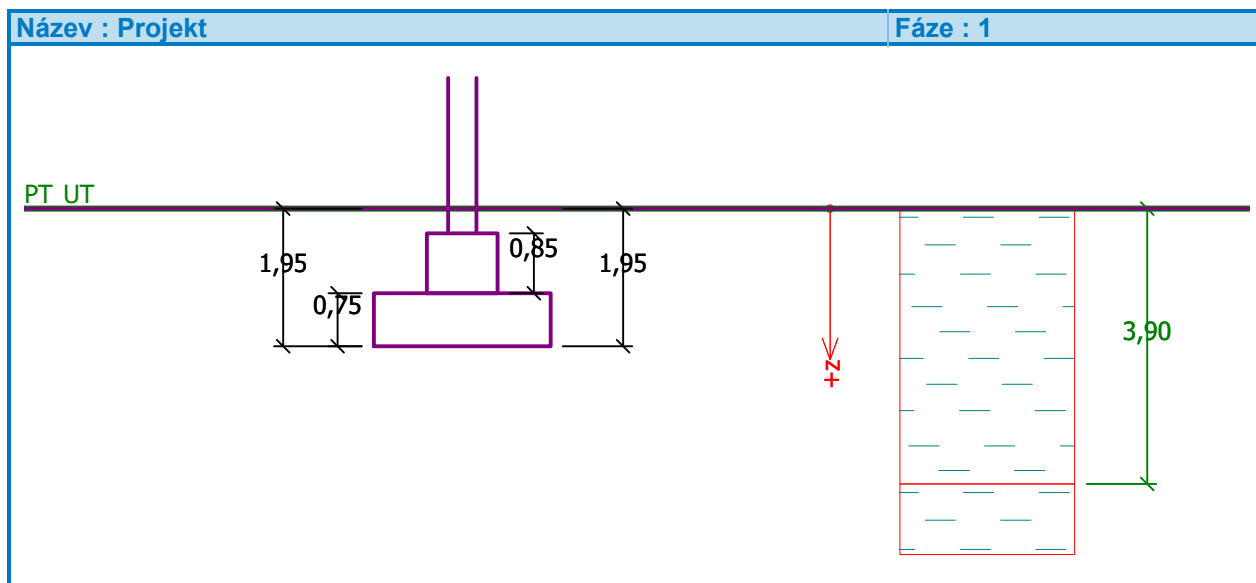 Název : Projekt
Fáze : 1
PT UT
1,95
0,75
0,85
1,95
+z
3,90